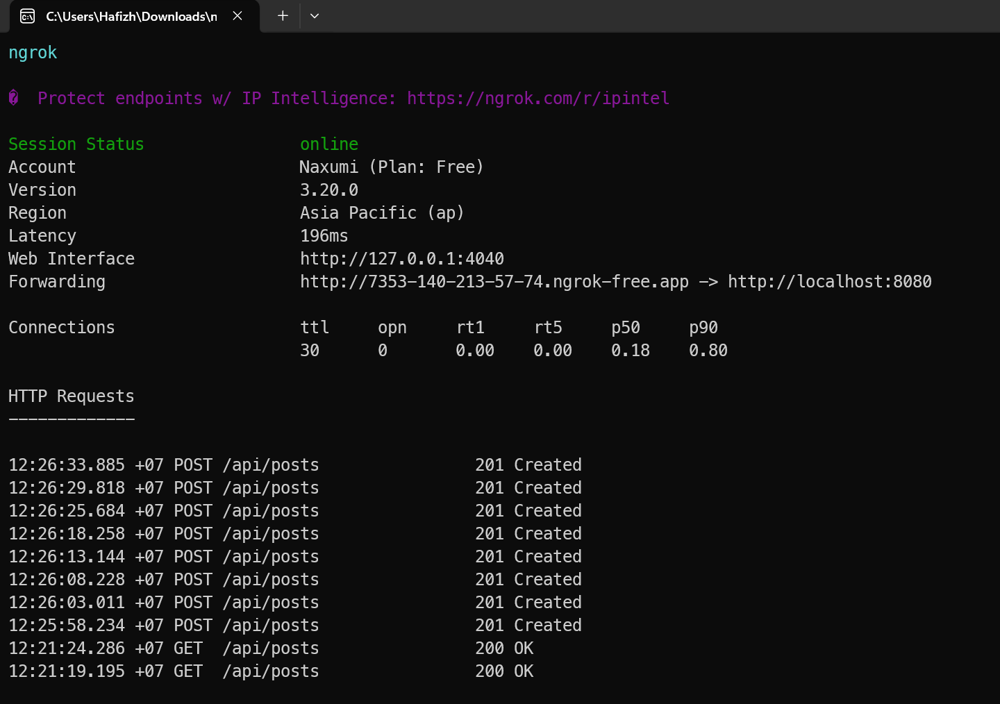 C:\Users\Hafizh\Downloads\n
ngrok
� Protect endpoints w/ IP Intelligence: https://ngrok.com/r/ipintel
Session Status online
Account Naxumi (Plan: Free)
Version 3.20.0
Region Asia Pacific (ap)
Latency 196ms
Web Interface http://127.0.0.1:4040
Forwarding http://7353-140-213-57-74.ngrok-free.app -> http://localhost:8080
Connections ttl opn rt1 rt5 p50 p90
30 0 0.00 0.00 0.18 0.80
HTTP Requests
-------------
12:26:33.885 +07 POST /api/posts 201 Created
12:26:29.818 +07 POST /api/posts 201 Created
12:26:25.684 +07 POST /api/posts 201 Created
12:26:18.258 +07 POST /api/posts 201 Created
12:26:13.144 +07 POST /api/posts 201 Created
12:26:08.228 +07 POST /api/posts 201 Created
12:26:03.011 +07 POST /api/posts 201 Created
12:25:58.234 +07 POST /api/posts 201 Created
12:21:24.286 +07 GET /api/posts 200 OK
12:21:19.195 +07 GET /api/posts 200 OK